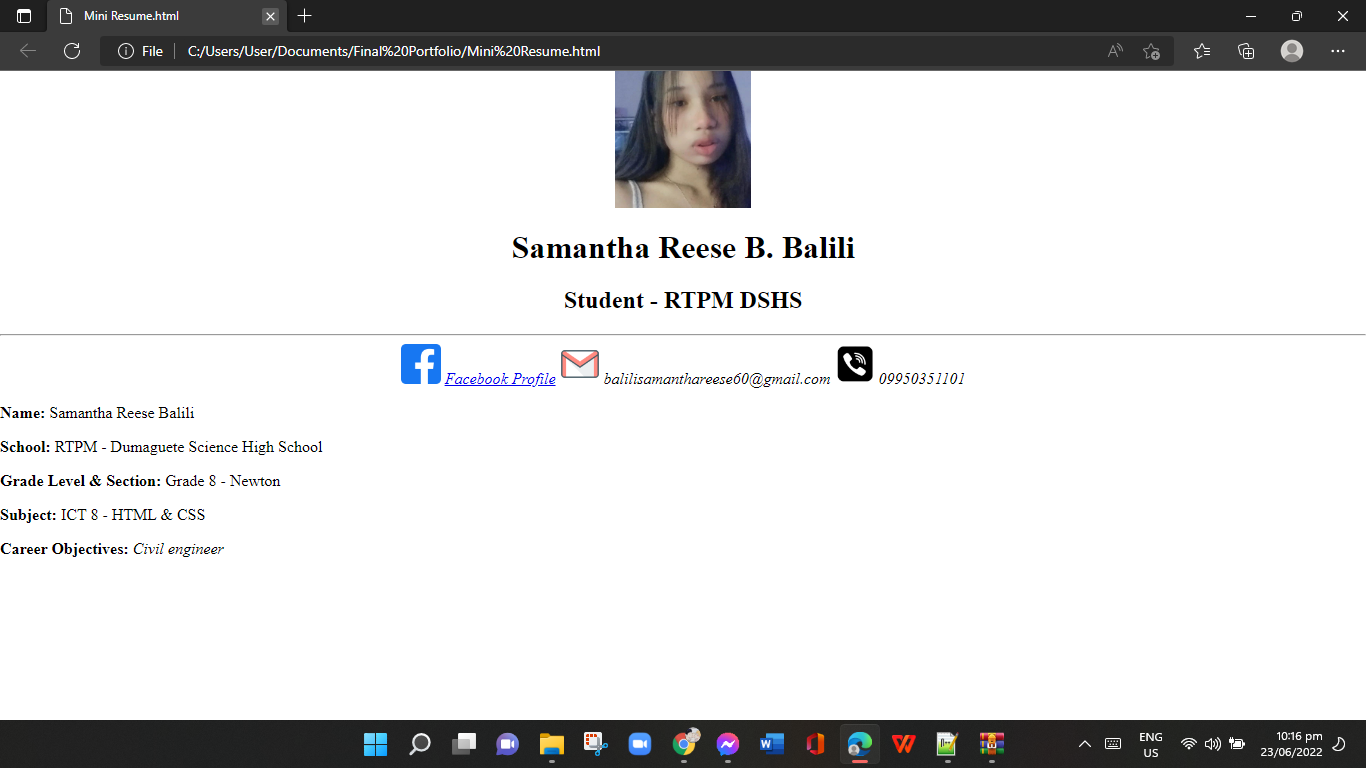 Mini Resume.html
File
C:/Users/User/Documents/Final%20Portfolio/Mini%20Resume.html
Samantha Reese B. Balili
Student - RTPM DSHS
Facebook Profile balilisamanthareese60@gmail.com 09950351101
Name: Samantha Reese Balili
School: RTPM - Dumaguete Science High School
Grade Level & Section: Grade 8 - Newton
Subject: ICT 8 - HTML & CSS
Career Objectives: Civil engineer
ENG
US
10:16 pm
23/06/2022